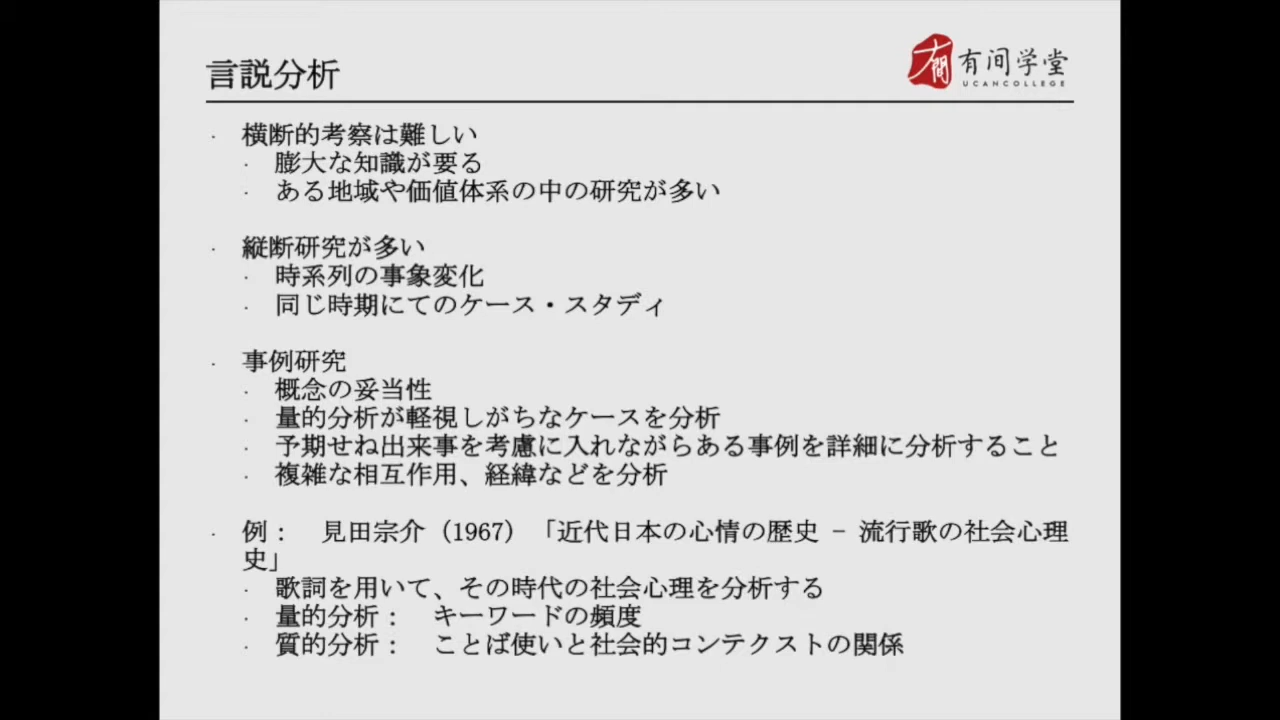 言説分析
有间学堂
UCANCOLLEGE
· 横断的考察は難しい
· 膨大な知識が要る
· ある地域や価値体系の中の研究が多い
· 縦断研究が多い
· 時系列の事象変化
· 同じ時期にてのケース・スタディ
· 事例研究
· 概念の妥当性
· 量的分析が軽視しがちなケースを分析
· 予期せね出来事を考慮に入れながらある事例を詳細に分析すること
· 複雑な相互作用、経緯などを分析
· 例： 見田宗介（1967）「近代日本の心情の歴史 − 流行歌の社会心理
史」
· 歌詞を用いて、その時代の社会心理を分析する
· 量的分析： キーワードの頻度
· 質的分析： ことば使いと社会的コンテクストの関係